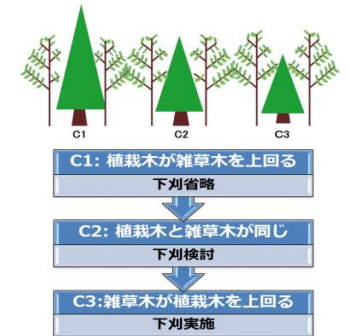 C1 C2 C3
C1: 植栽木が雑草木を上回る
下刈省略
C2: 植栽木と雑草木が同じ
下刈検討
C3:雑草木が植栽木を上回る
下刈実施